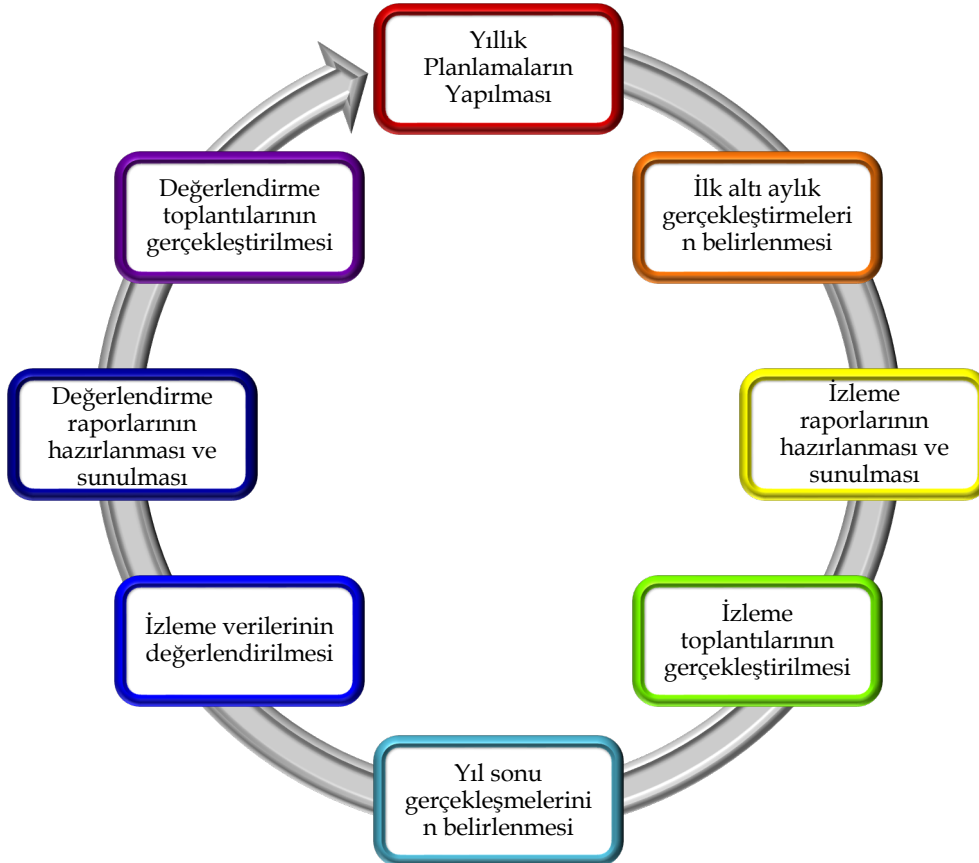 Yıllık
Planlamaların
Yapılması
İlk altı aylık
gerçekleştirmeleri
n belirlenmesi
İzleme
raporlarının
hazırlanması ve
sunulması
İzleme
toplantılarının
gerçekleştirilmesi
Yıl sonu
gerçekleşmelerini
n belirlenmesi
İzleme verilerinin
değerlendirilmesi
Değerlendirme
raporlarının
hazırlanması ve
sunulması
Değerlendirme
toplantılarının
gerçekleştirilmesi